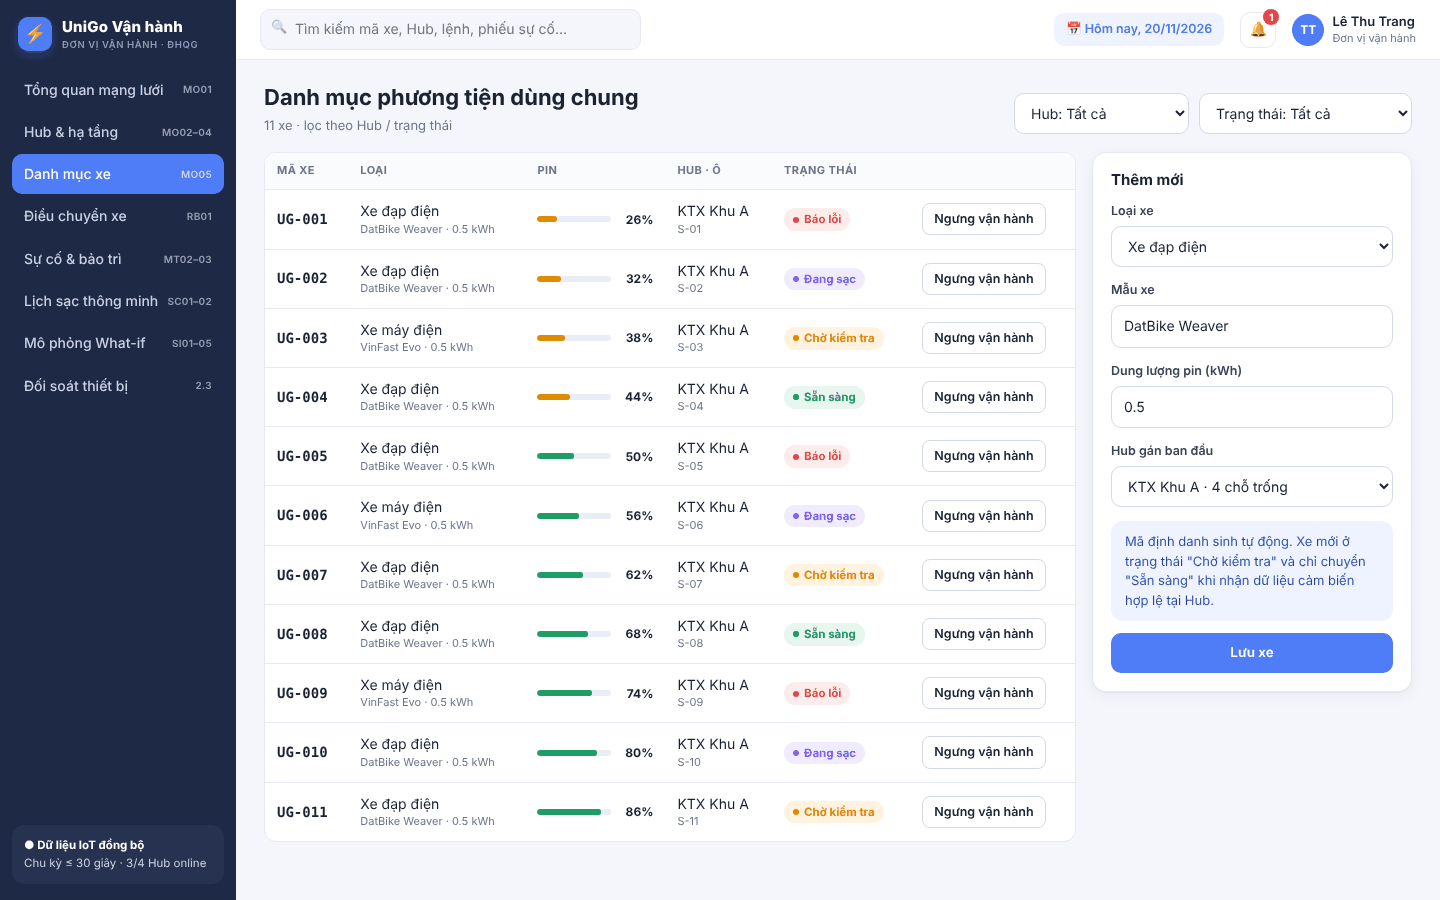 UniGo Vận hành
ĐƠN VỊ VẬN HÀNH · ĐHQG
Tổng quan mạng lưới MO01
Hub & hạ tầng MO02–04
Danh mục xe MO05
Điều chuyển xe RB01
Sự cố & bảo trì MT02–03
Lịch sạc thông minh SC01–02
Mô phỏng What-if SI01–05
Đối soát thiết bị 2.3
Dữ liệu IoT đồng bộ
Chu kỳ ≤ 30 giây · 3/4 Hub online
Tìm kiếm mã xe, Hub, lệnh, phiếu sự cố...
Hôm nay, 20/11/2026
1
TT
Lê Thu Trang
Đơn vị vận hành
Danh mục phương tiện dùng chung
11 xe · lọc theo Hub / trạng thái
Hub: Tất cả
Trạng thái: Tất cả
MÃ XE LOẠI PIN HUB · Ô TRẠNG THÁI
UG-001 Xe đạp điện 26% KTX Khu A Báo lỗi Ngưng vận hành
DatBike Weaver · 0.5 kWh S-01
UG-002 Xe đạp điện 32% KTX Khu A Đang sạc Ngưng vận hành
DatBike Weaver · 0.5 kWh S-02
UG-003 Xe máy điện 38% KTX Khu A Chờ kiểm tra Ngưng vận hành
VinFast Evo · 0.5 kWh S-03
UG-004 Xe đạp điện 44% KTX Khu A Sẵn sàng Ngưng vận hành
DatBike Weaver · 0.5 kWh S-04
UG-005 Xe đạp điện 50% KTX Khu A Báo lỗi Ngưng vận hành
DatBike Weaver · 0.5 kWh S-05
UG-006 Xe máy điện 56% KTX Khu A Đang sạc Ngưng vận hành
VinFast Evo · 0.5 kWh S-06
UG-007 Xe đạp điện 62% KTX Khu A Chờ kiểm tra Ngưng vận hành
DatBike Weaver · 0.5 kWh S-07
UG-008 Xe đạp điện 68% KTX Khu A Sẵn sàng Ngưng vận hành
DatBike Weaver · 0.5 kWh S-08
UG-009 Xe máy điện 74% KTX Khu A Báo lỗi Ngưng vận hành
VinFast Evo · 0.5 kWh S-09
UG-010 Xe đạp điện 80% KTX Khu A Đang sạc Ngưng vận hành
DatBike Weaver · 0.5 kWh S-10
UG-011 Xe đạp điện 86% KTX Khu A Chờ kiểm tra Ngưng vận hành
DatBike Weaver · 0.5 kWh S-11
Thêm mới
Loại xe
Xe đạp điện
Mẫu xe
DatBike Weaver
Dung lượng pin (kWh)
0.5
Hub gán ban đầu
KTX Khu A · 4 chỗ trống
Mã định danh sinh tự động. Xe mới ở
trạng thái "Chờ kiểm tra" và chỉ chuyển
"Sẵn sàng" khi nhận dữ liệu cảm biến
hợp lệ tại Hub.
Lưu xe